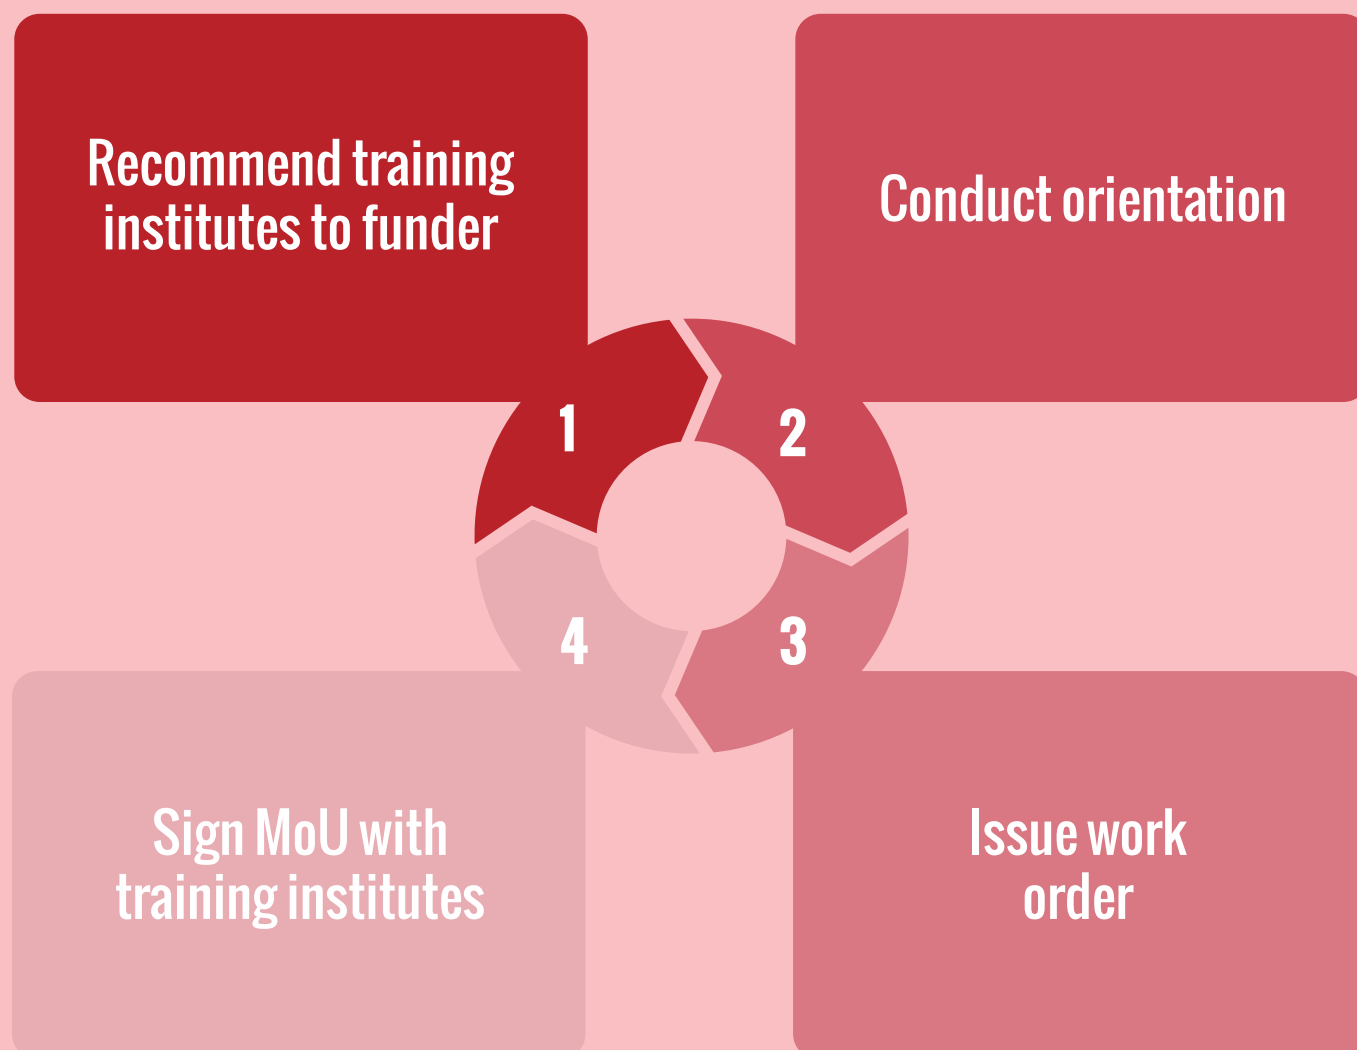 Recommend training
institutes to funder
Conduct orientation
1
2
4
3
Sign MoU with
training institutes
Issue work
order